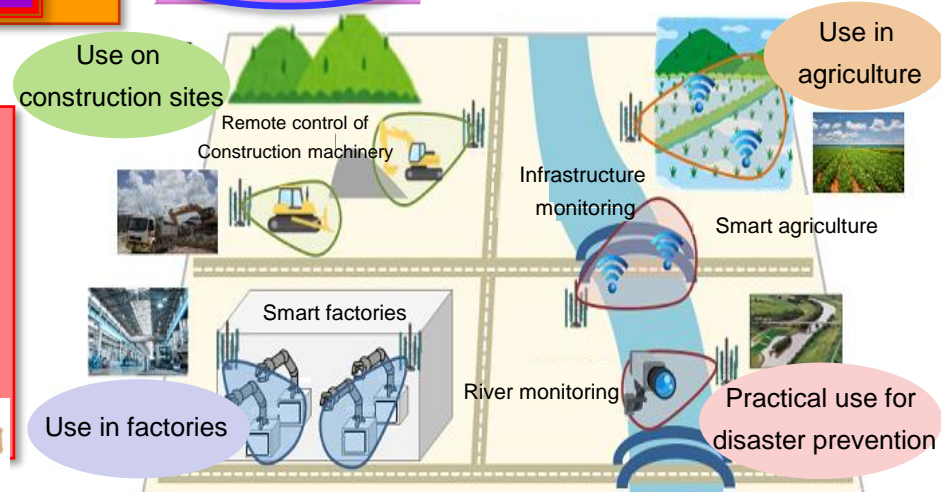 Use on
construction sites
Use in
agriculture
Remote control of
Construction machinery
Infrastructure
monitoring
Smart agriculture
Smart factories
River monitoring
Use in factories
Practical use for
disaster prevention